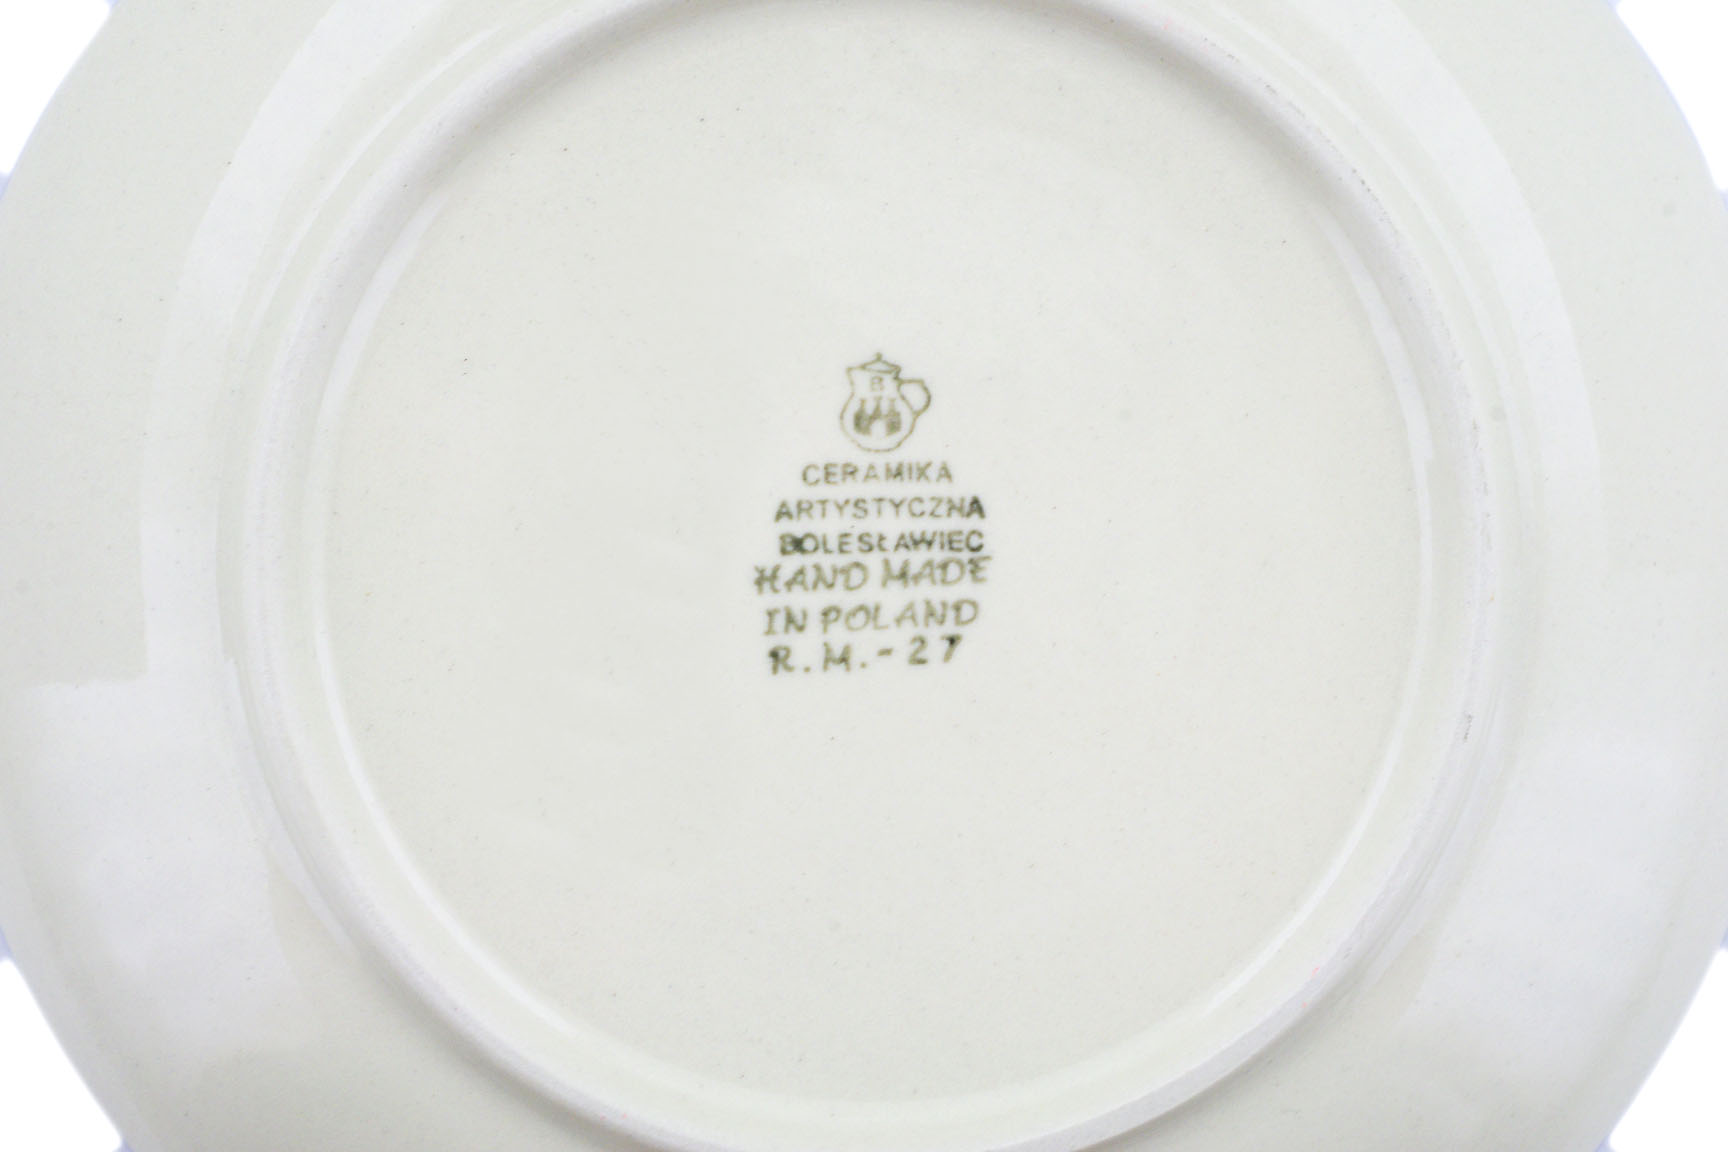 B
CERAMIKA
ARTYSTYCZNA
BOLESŁAWIEC
HAND MADE
IN POLAND
R.M.-27